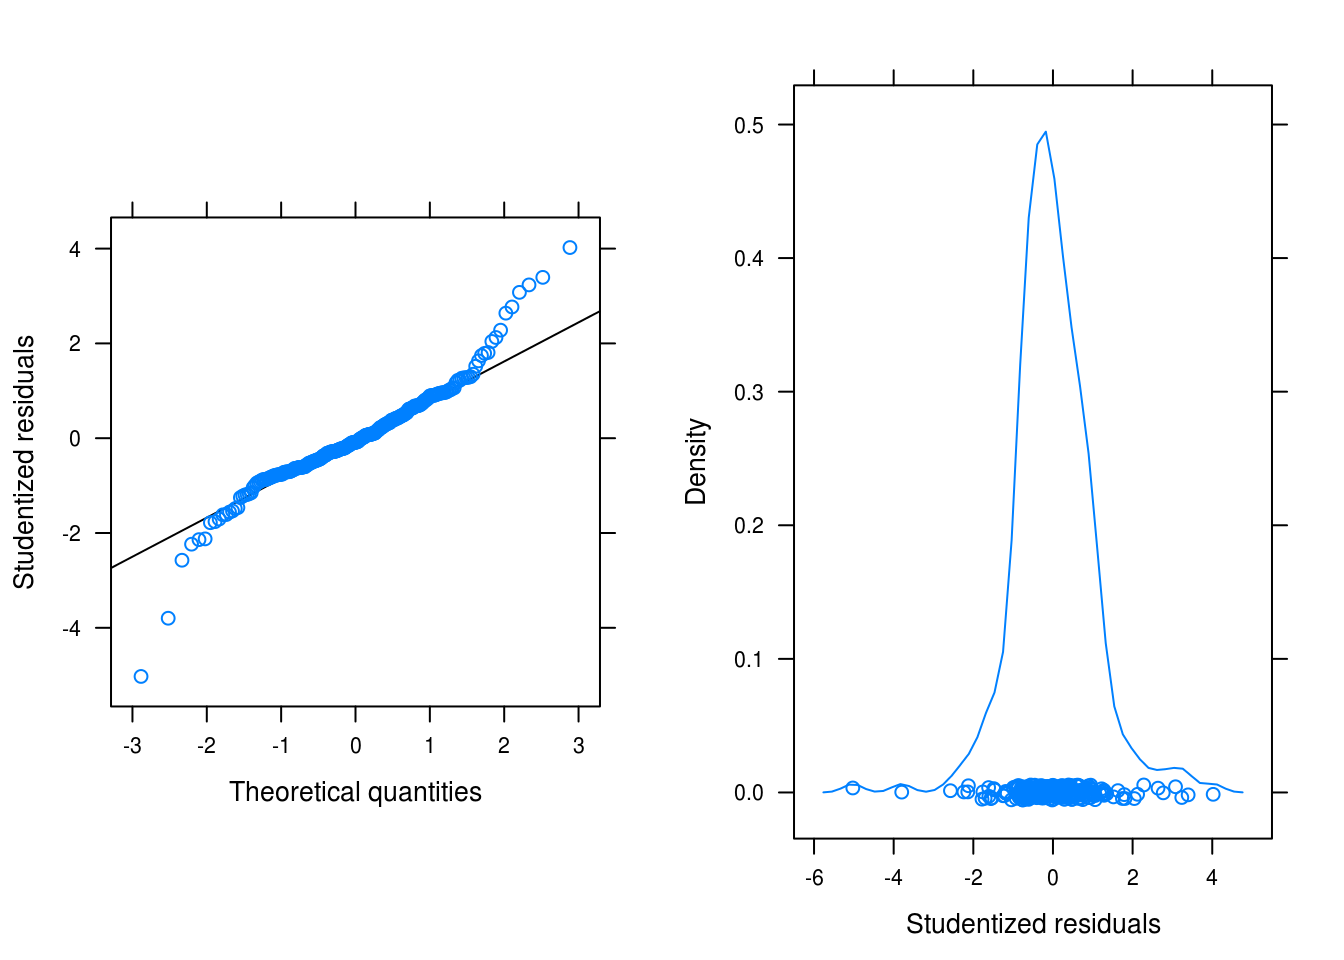 Studentized residuals
4
2
0
-2
-4
-3 -2 -1 0 1 2 3
Theoretical quantities
Density
0.5
0.4
0.3
0.2
0.1
0.0
-6 -4 -2 0 2 4
Studentized residuals